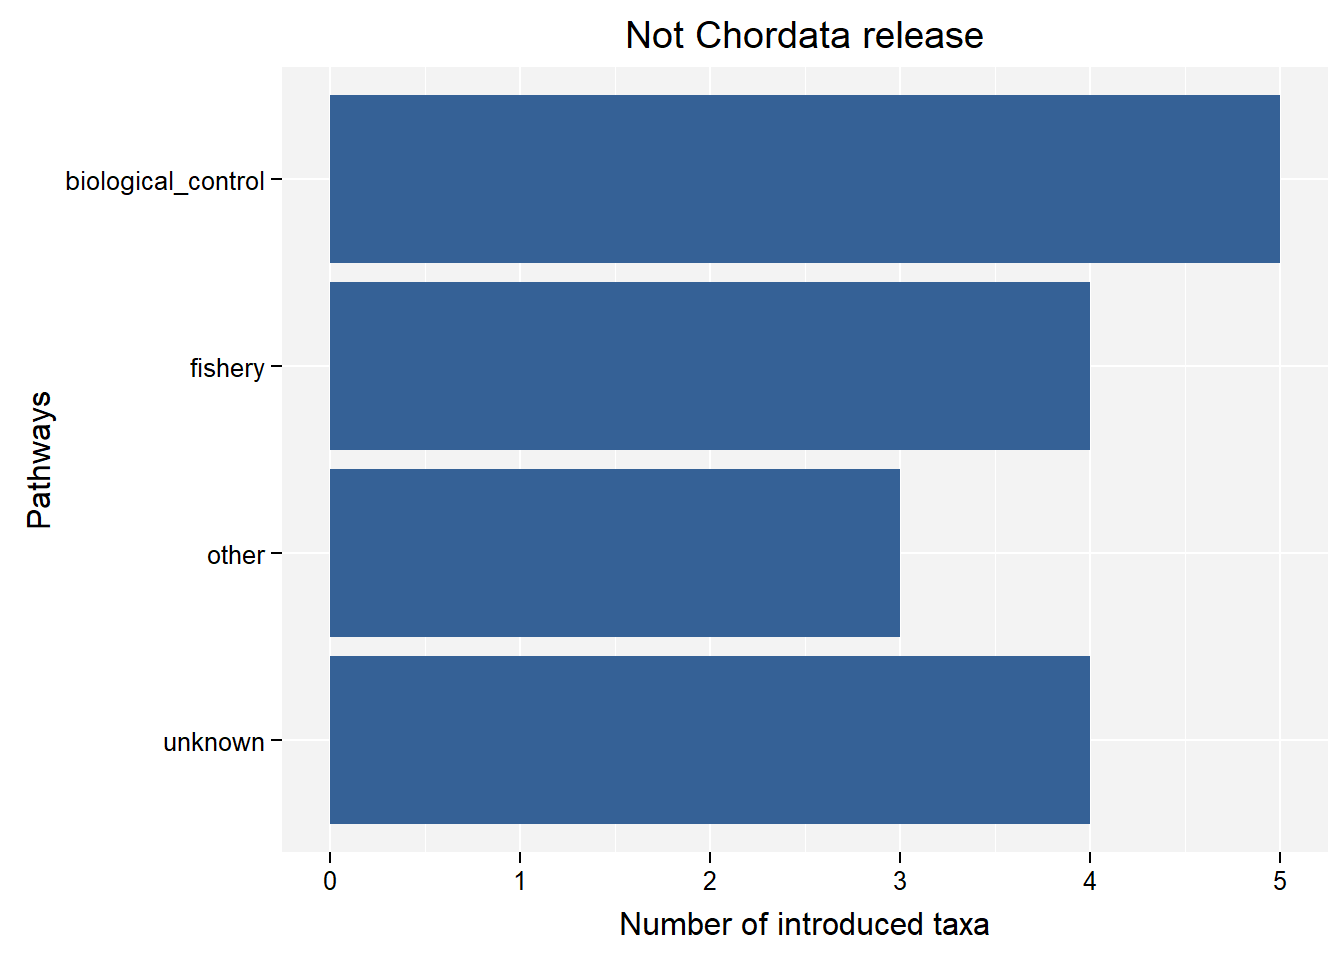 Not Chordata release
biological_control
fishery
other
unknown
Pathways
0 1 2 3 4 5
Number of introduced taxa